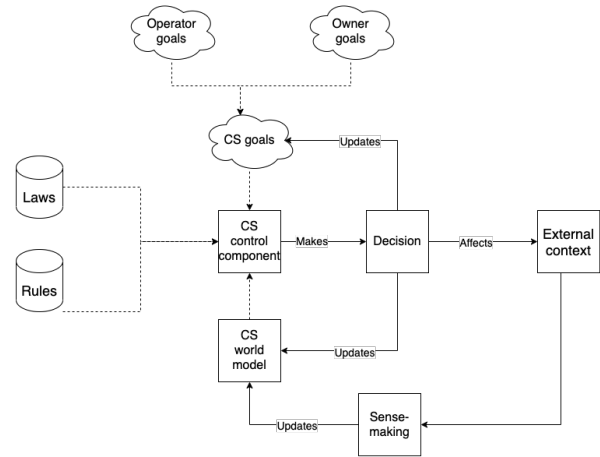 Operator
goals
Owner
goals
CS goals
Updates
Laws
CS
control
component
Makes
Decision
Affects
External
context
Rules
CS
world
model
Updates
Updates
Sense-
making